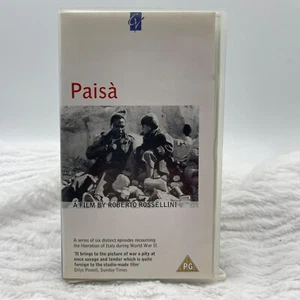 Paisà
A FILM BY ROBERTO ROSSELLINI
A series of six distinct episodes recounting
the liberation of Italy during World War II.
'It brings to the picture of war a pity at
once savage and tender which is quite
foreign to the studio-made film'
Dilys Powell, Sunday Times
PG